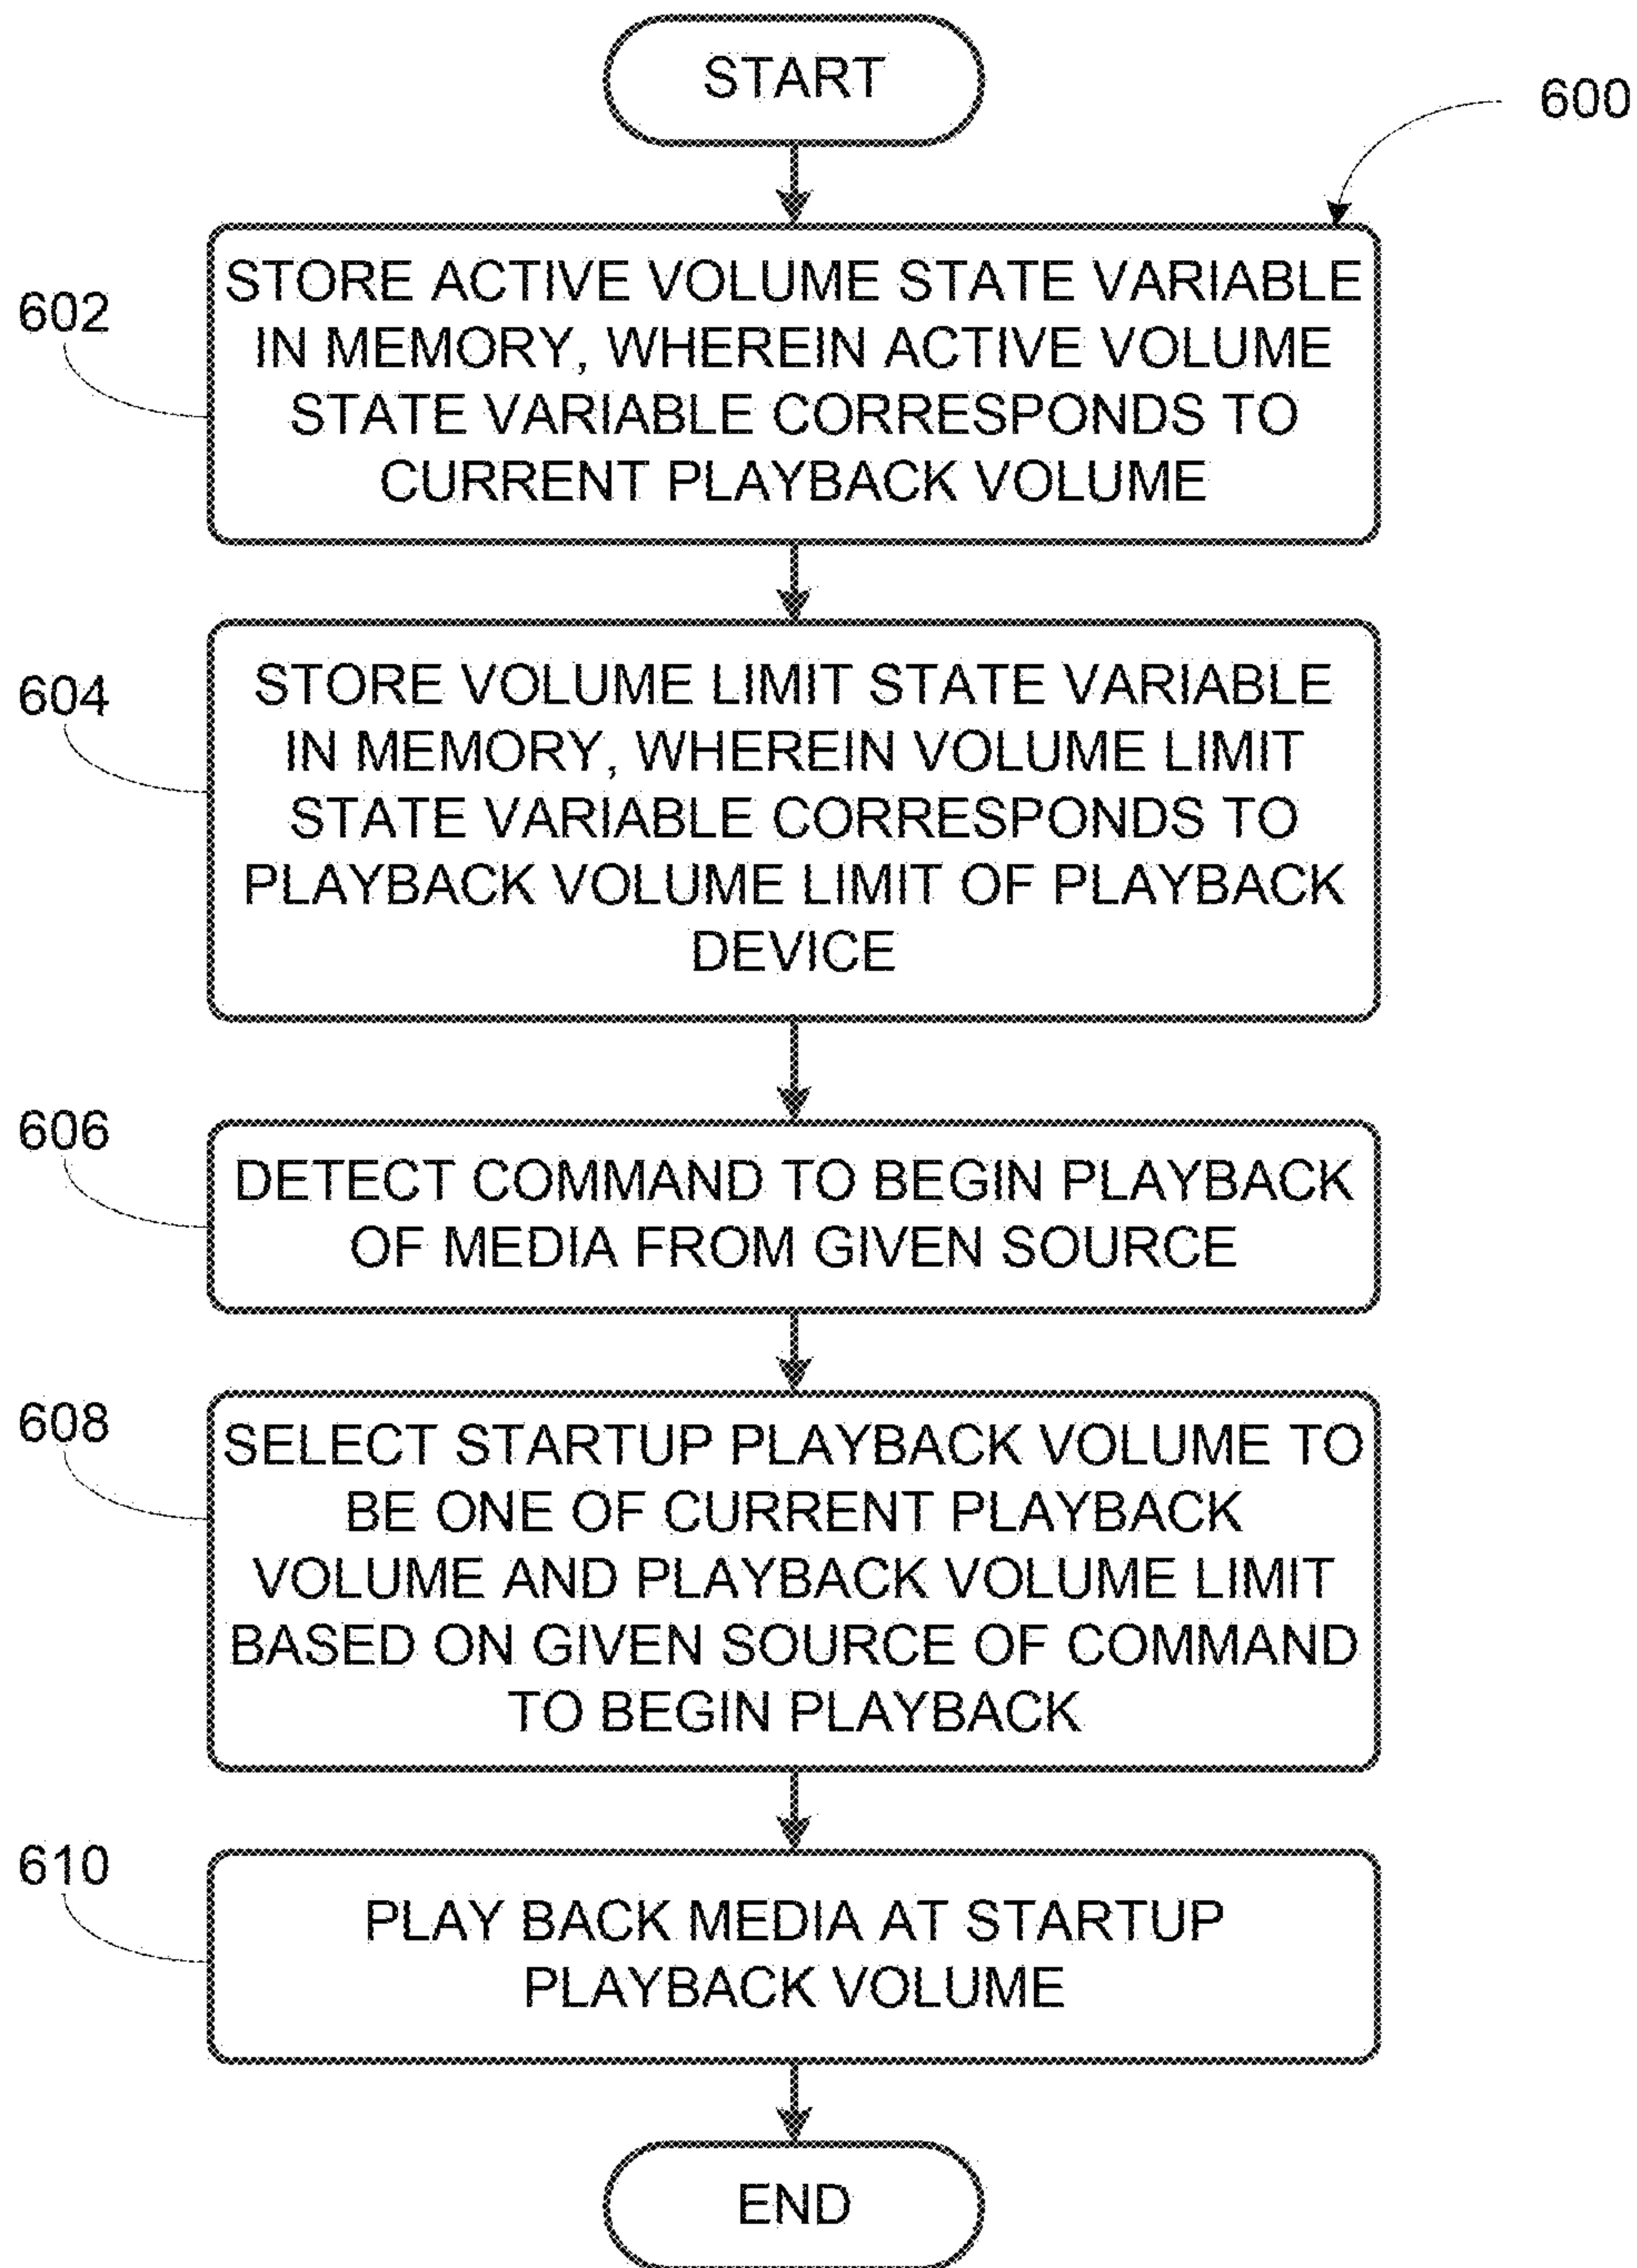 START
600
602
STORE ACTIVE VOLUME STATE VARIABLE
IN MEMORY, WHEREIN ACTIVE VOLUME
STATE VARIABLE CORRESPONDS TO
CURRENT PLAYBACK VOLUME
604
STORE VOLUME LIMIT STATE VARIABLE
IN MEMORY, WHEREIN VOLUME LIMIT
STATE VARIABLE CORRESPONDS TO
PLAYBACK VOLUME LIMIT OF PLAYBACK
DEVICE
606
DETECT COMMAND TO BEGIN PLAYBACK
OF MEDIA FROM GIVEN SOURCE
608
SELECT STARTUP PLAYBACK VOLUME TO
BE ONE OF CURRENT PLAYBACK
VOLUME AND PLAYBACK VOLUME LIMIT
BASED ON GIVEN SOURCE OF COMMAND
TO BEGIN PLAYBACK
610
PLAY BACK MEDIA AT STARTUP
PLAYBACK VOLUME
END